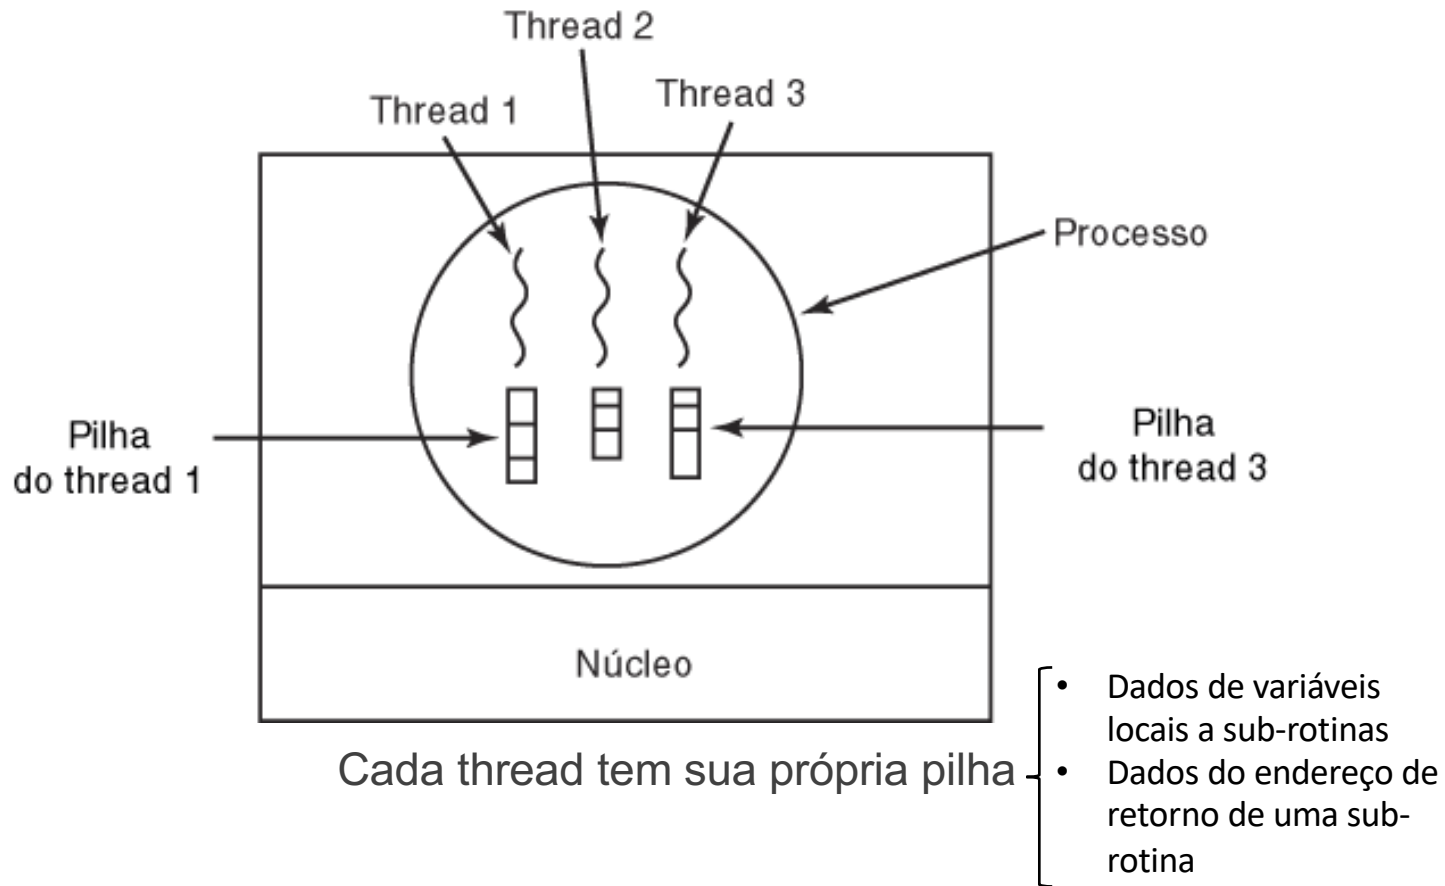 Thread 2
Thread 1
Thread 3
Processo
Pilha
do thread 1
Pilha
do thread 3
Núcleo
Cada thread tem sua própria pilha
• Dados de variáveis
locais a sub-rotinas
• Dados do endereço de
retorno de uma sub-
rotina